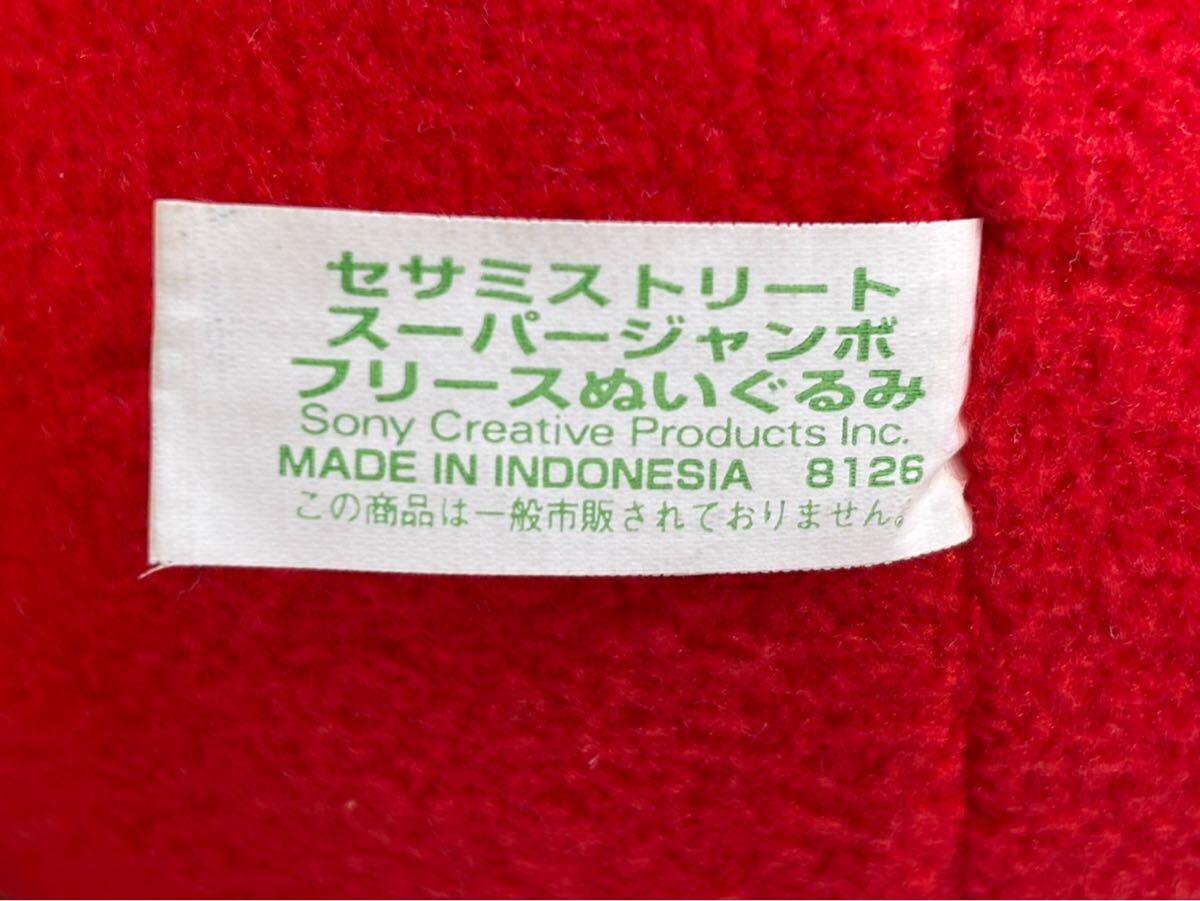 セサミストリート
スーパージャンボ
フリースぬいぐるみ
Sony Creative Products Inc.
MADE IN INDONESIA 8126
この商品は一般市販されておりません。